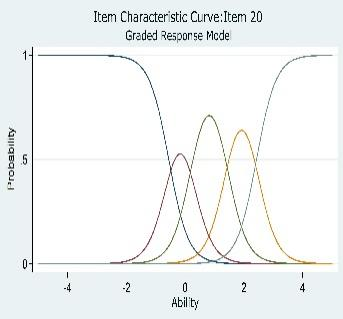 Item Characteristic Curve:Item 20
Graded Response Model
Probability
1
.5
0
-4 -2 0 2 4
Ability